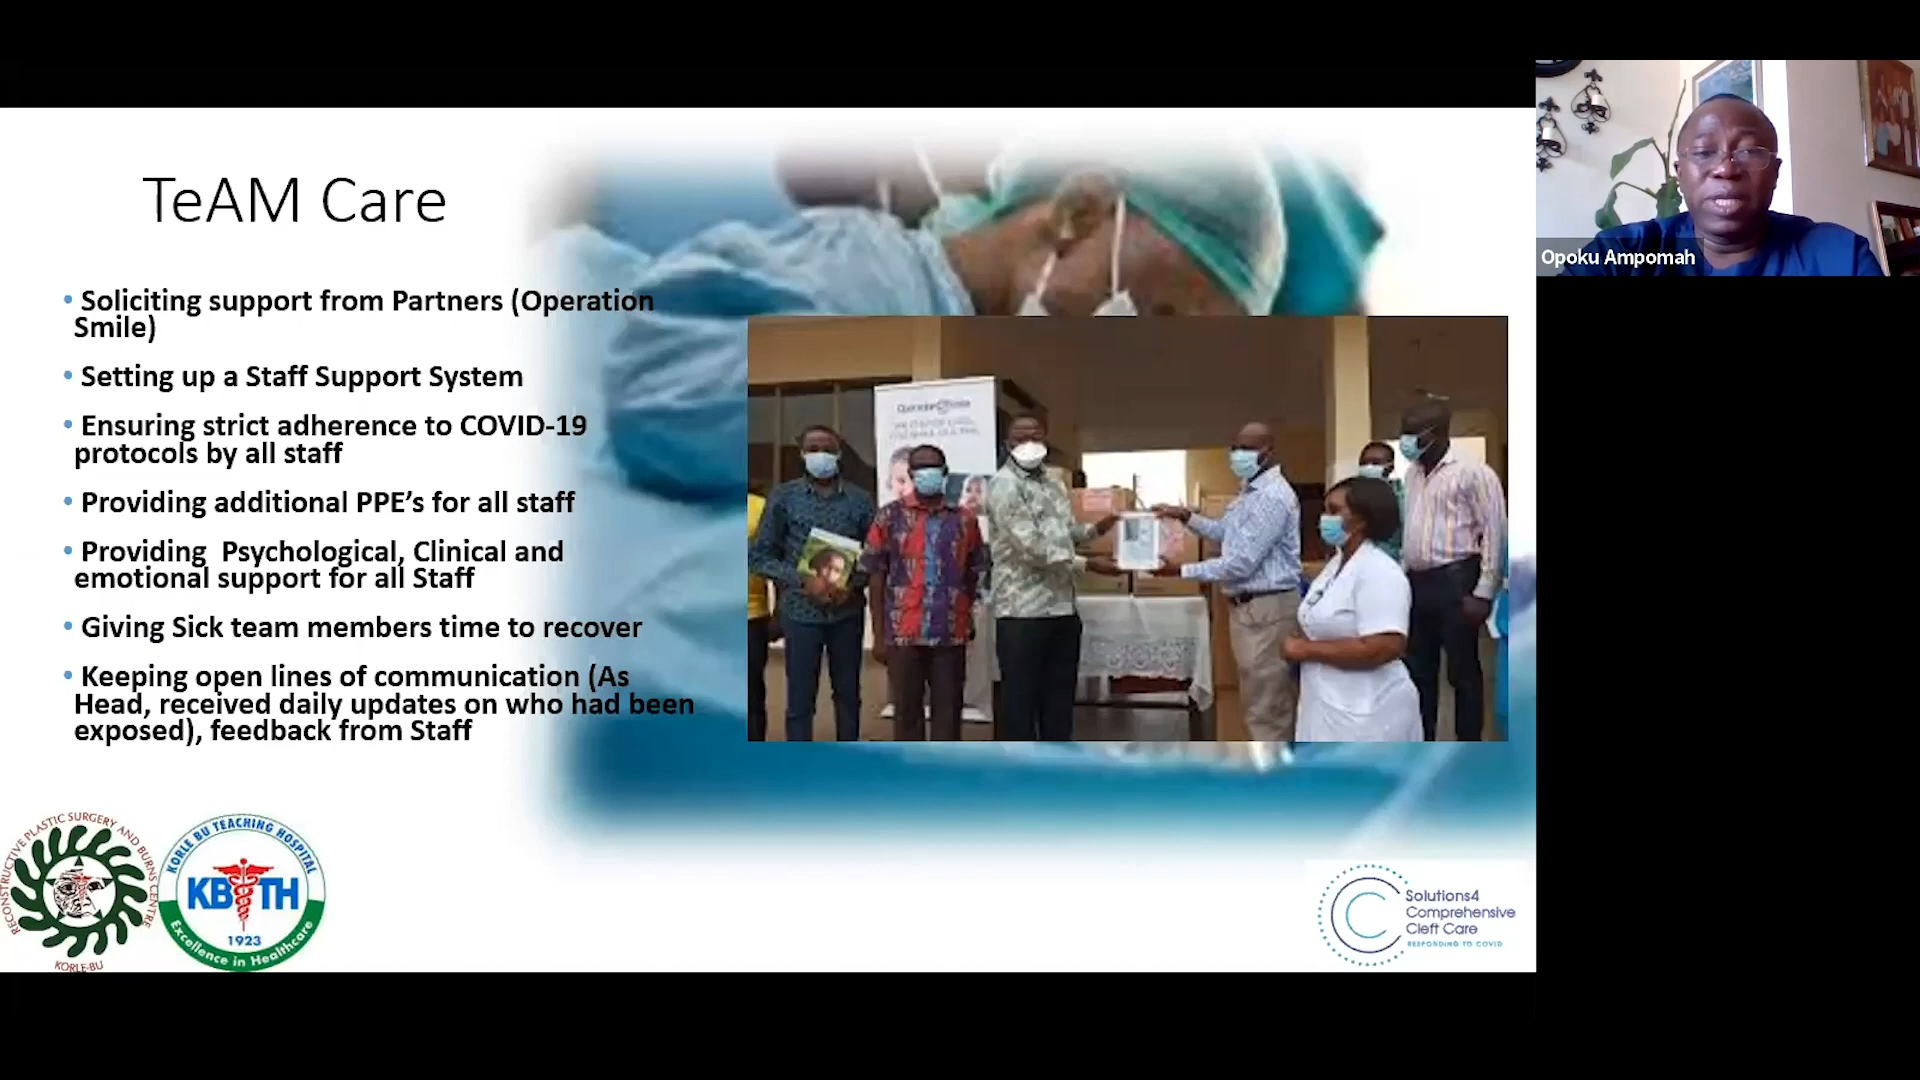 TeAM Care
• Soliciting support from Partners (Operation
Smile)
• Setting up a Staff Support System
• Ensuring strict adherence to COVID-19
protocols by all staff
• Providing additional PPE’s for all staff
• Providing  Psychological, Clinical and
emotional support for all Staff
• Giving Sick team members time to recover
• Keeping open lines of communication (As
Head, received daily updates on who had been
exposed), feedback from Staff
Opoku Ampomah
RECONSTRUCTIVE PLASTIC SURGERY AND BURNS CENTRE
KORLE-BU
KORLE BU TEACHING HOSPITAL
KBTH
1923
Excellence in Healthcare
Solutions4
Comprehensive
Cleft Care
RESPONDING TO COVID